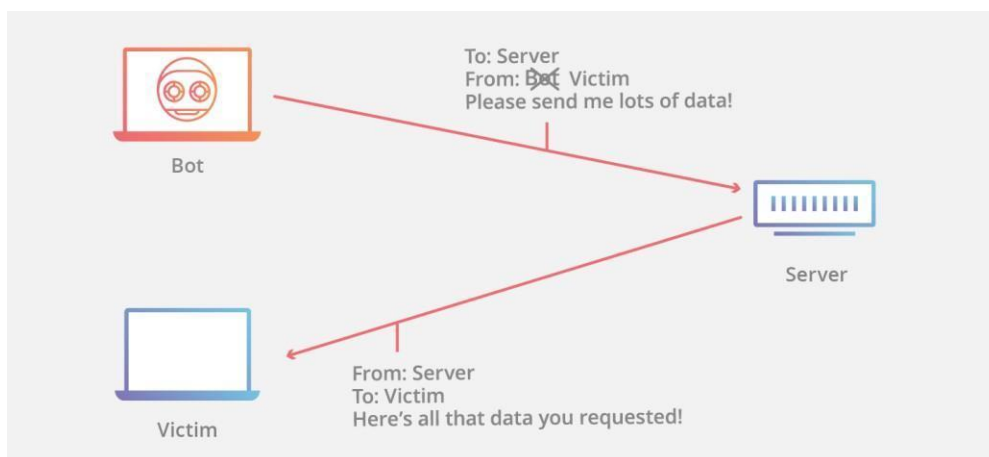 To: Server
From: Bot Victim
Please send me lots of data!
Bot
Server
From: Server
To: Victim
Here's all that data you requested!
Victim